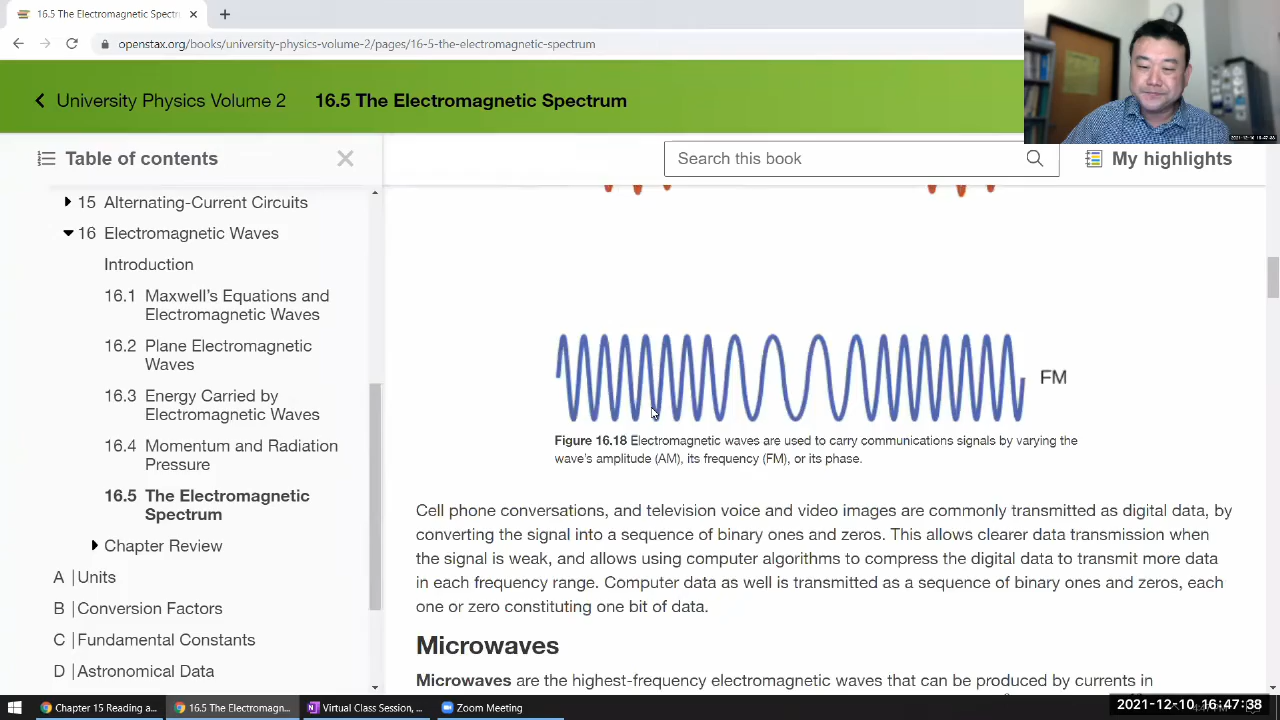 16.5 The Electromagnetic Spectr
openstax.org/books/university-physics-volume-2/pages/16-5-the-electromagnetic-spectrum
University Physics Volume 2
16.5 The Electromagnetic Spectrum
Table of contents
Search this book
My highlights
15 Alternating-Current Circuits
16 Electromagnetic Waves
Introduction
16.1 Maxwell's Equations and
Electromagnetic Waves
16.2 Plane Electromagnetic
Waves
16.3 Energy Carried by
Electromagnetic Waves
16.4 Momentum and Radiation
Pressure
16.5 The Electromagnetic
Spectrum
Chapter Review
A | Units
B | Conversion Factors
C | Fundamental Constants
D | Astronomical Data
FM
Figure 16.18 Electromagnetic waves are used to carry communications signals by varying the
wave's amplitude (AM), its frequency (FM), or its phase.
Cell phone conversations, and television voice and video images are commonly transmitted as digital data, by
converting the signal into a sequence of binary ones and zeros. This allows clearer data transmission when
the signal is weak, and allows using computer algorithms to compress the digital data to transmit more data
in each frequency range. Computer data as well is transmitted as a sequence of binary ones and zeros, each
one or zero constituting one bit of data.
Microwaves
Microwaves are the highest-frequency electromagnetic waves that can be produced by currents in
Chapter 15 Reading a...
16.5 The Electromagn...
Virtual Class Session, ...
Zoom Meeting
2021-12-10 16:47:38